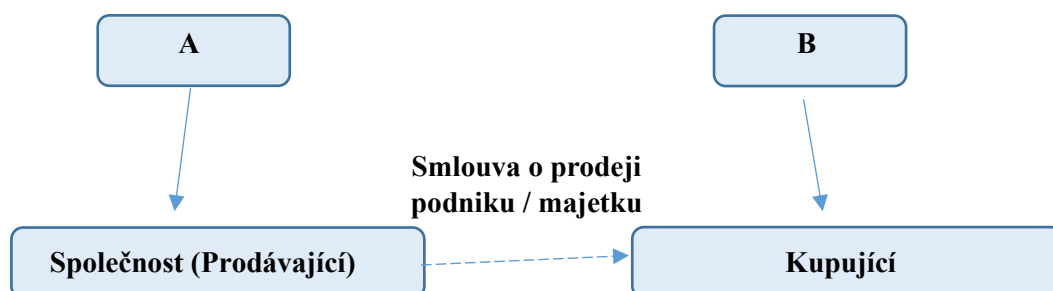 A
B
Smlouva o prodeji
podniku / majetku
Společnost (Prodávající)
Kupující